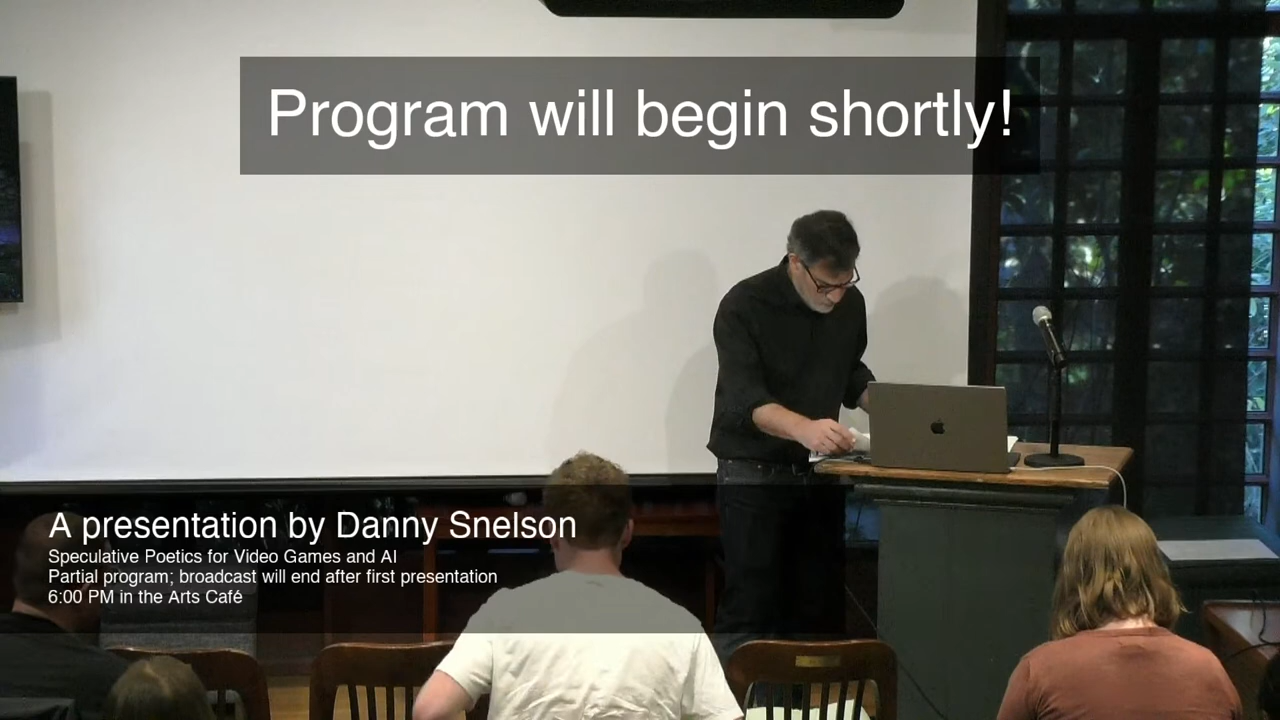 Program will begin shortly!
A presentation by Danny Snelson
Speculative Poetics for Video Games and AI
Partial program; broadcast will end after first presentation
6:00 PM in the Arts Café